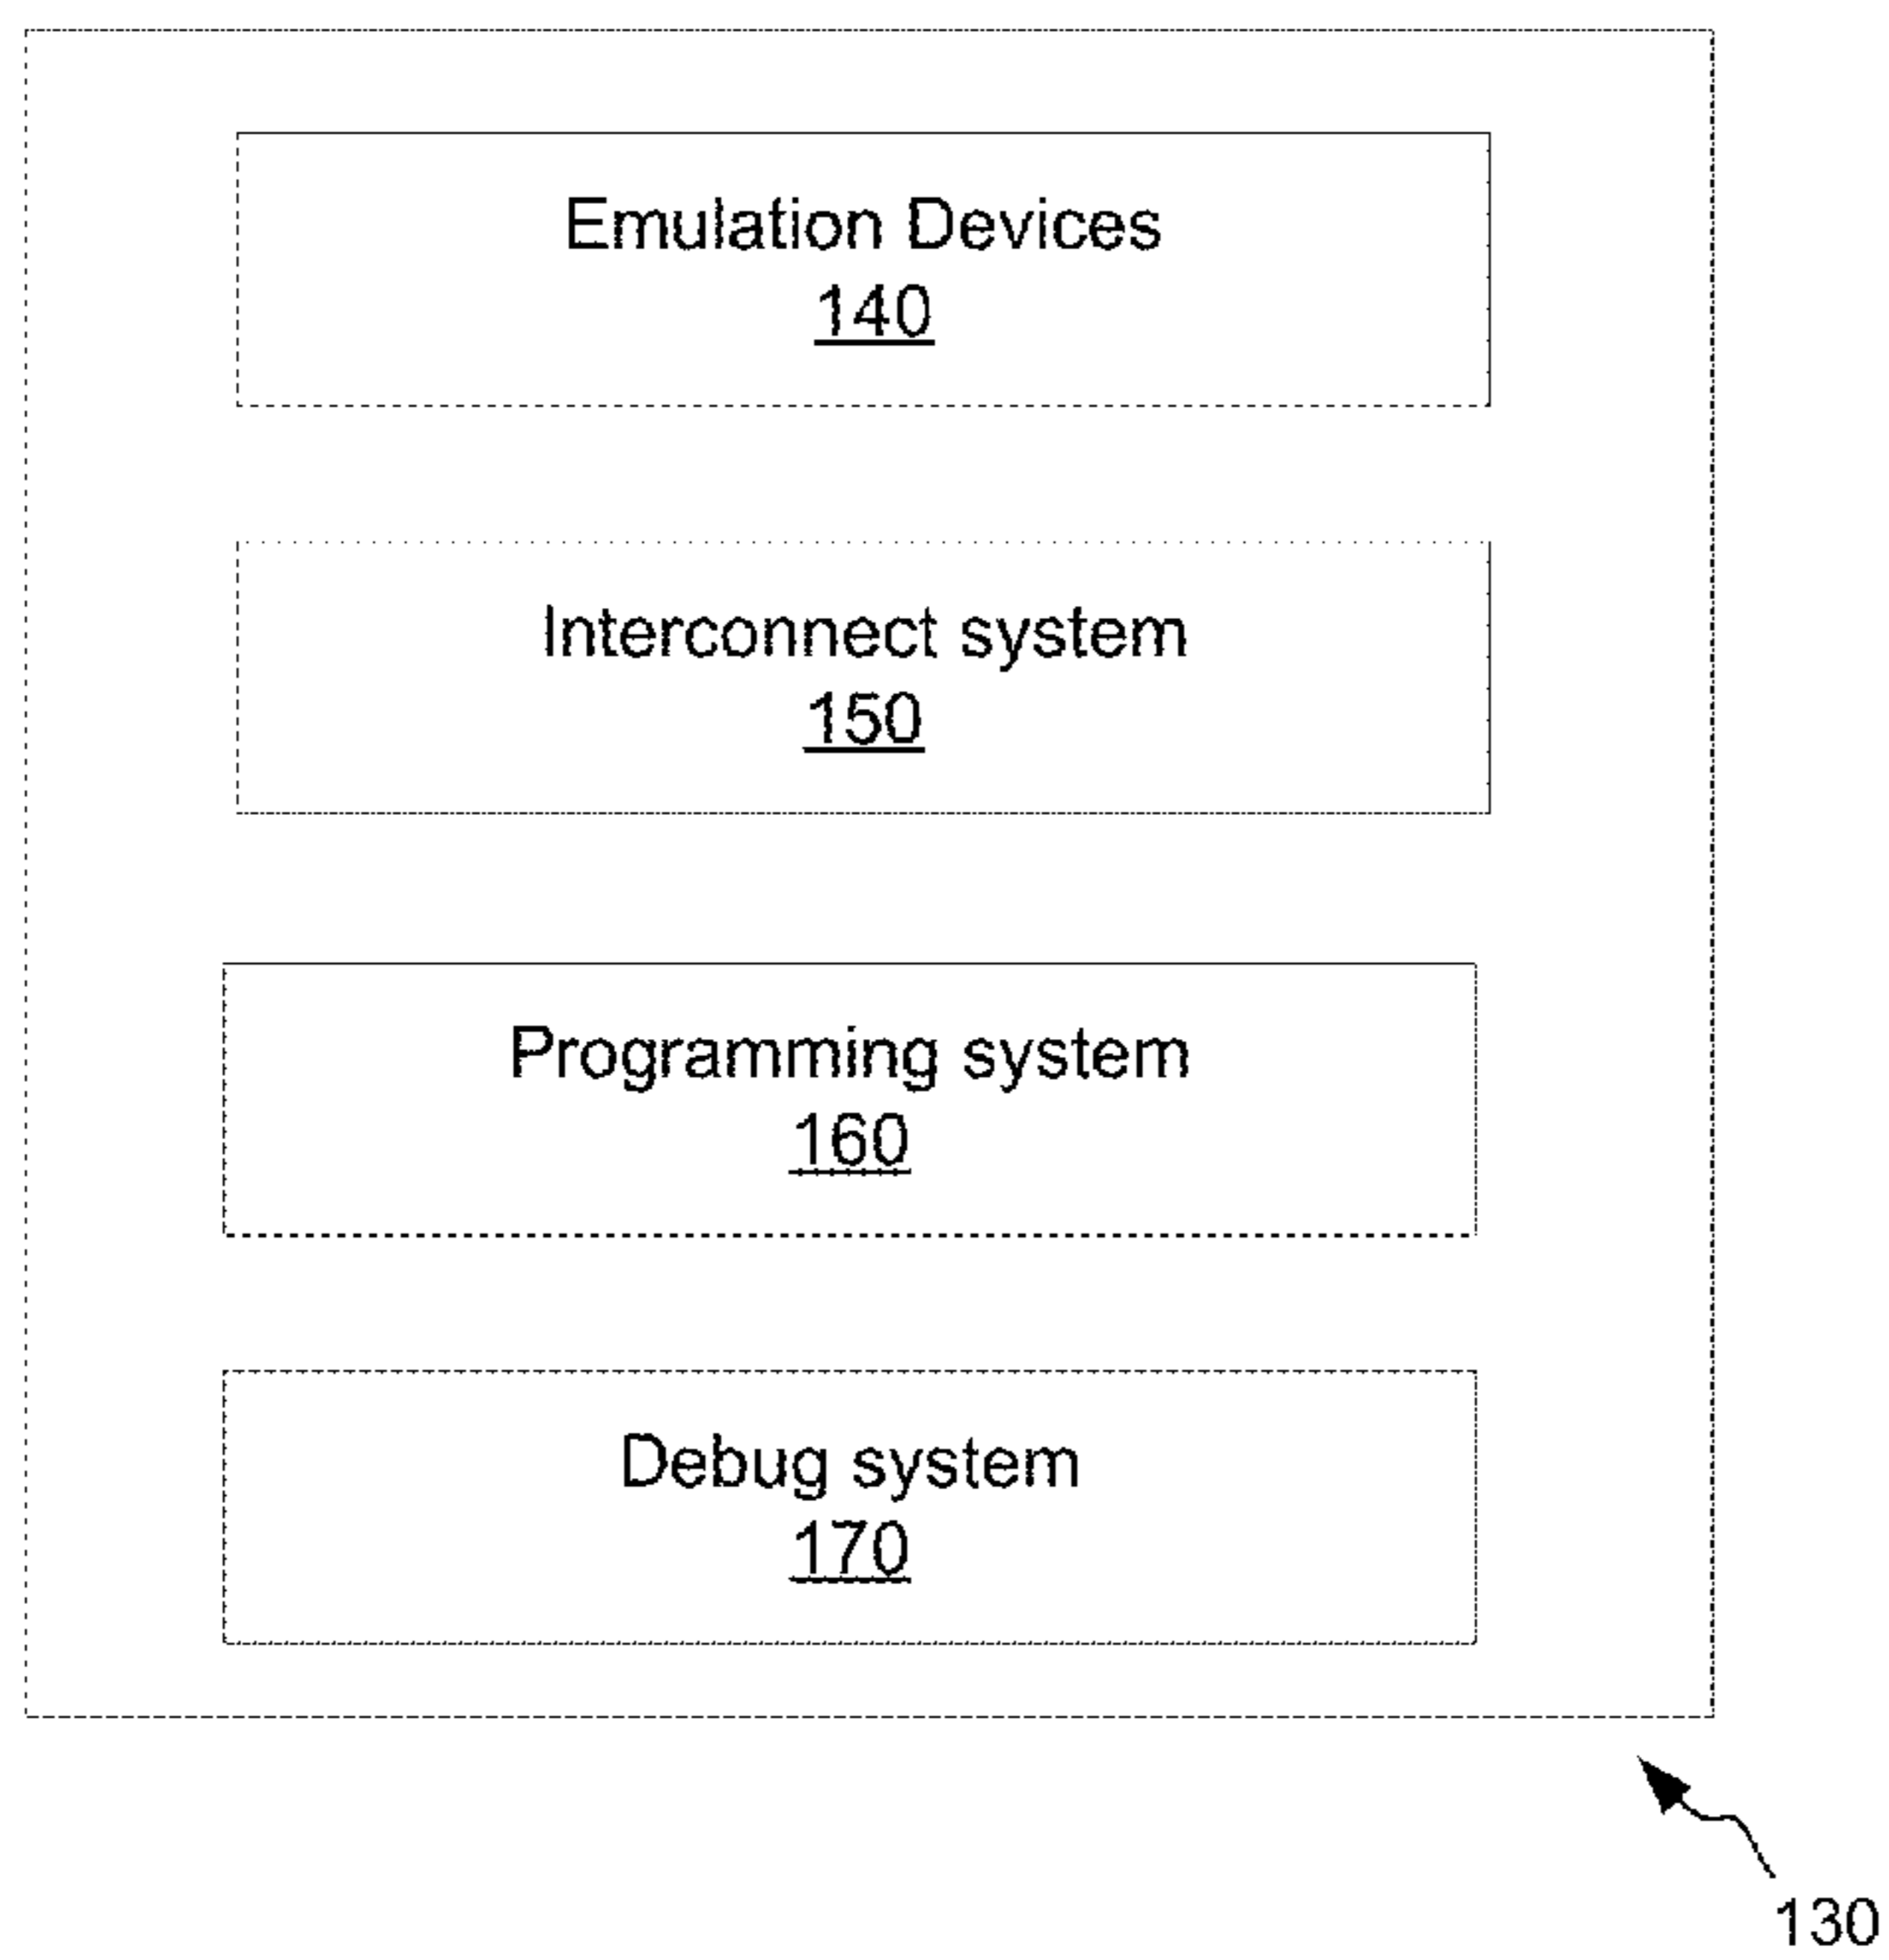 Emulation Devices
140
Interconnect system
150
Programming system
160
Debug system
170
130